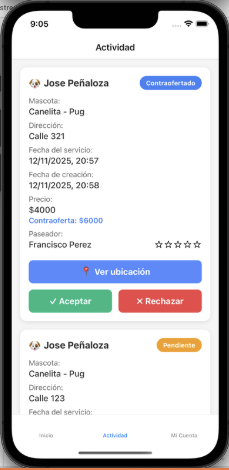 9:05
Actividad
Jose Peñaloza
Contraofertado
Mascota:
Canelita - Pug
Dirección:
Calle 321
Fecha del servicio:
12/11/2025, 20:57
Fecha de creación:
12/11/2025, 20:58
Precio:
$4000
Contraoferta: $6000
Paseador:
Francisco Perez
Ver ubicación
✓ Aceptar
✕ Rechazar
Jose Peñaloza
Pendiente
Mascota:
Canelita - Pug
Dirección:
Calle 123
Fecha del servicio:
Inicio
Actividad
Mi Cuenta